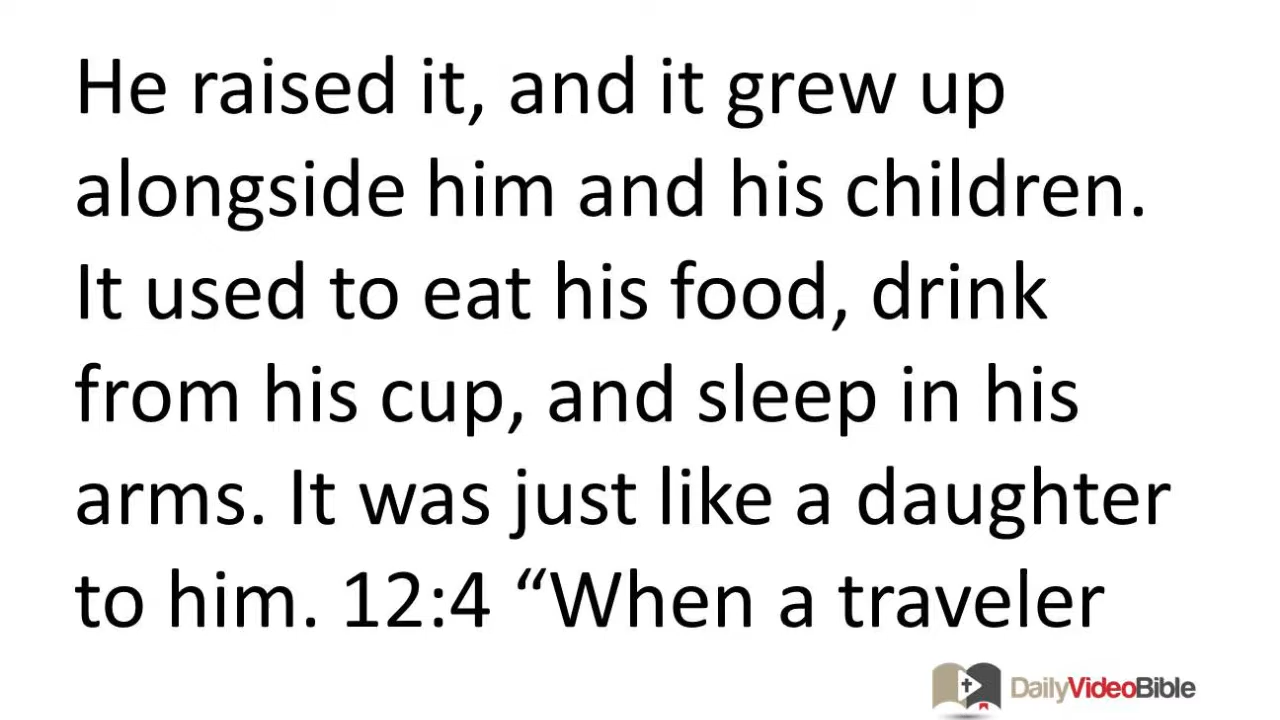 He raised it, and it grew up
alongside him and his children.
It used to eat his food, drink
from his cup, and sleep in his
arms. It was just like a daughter
to him. 12:4 “When a traveler
DailyVideoBible